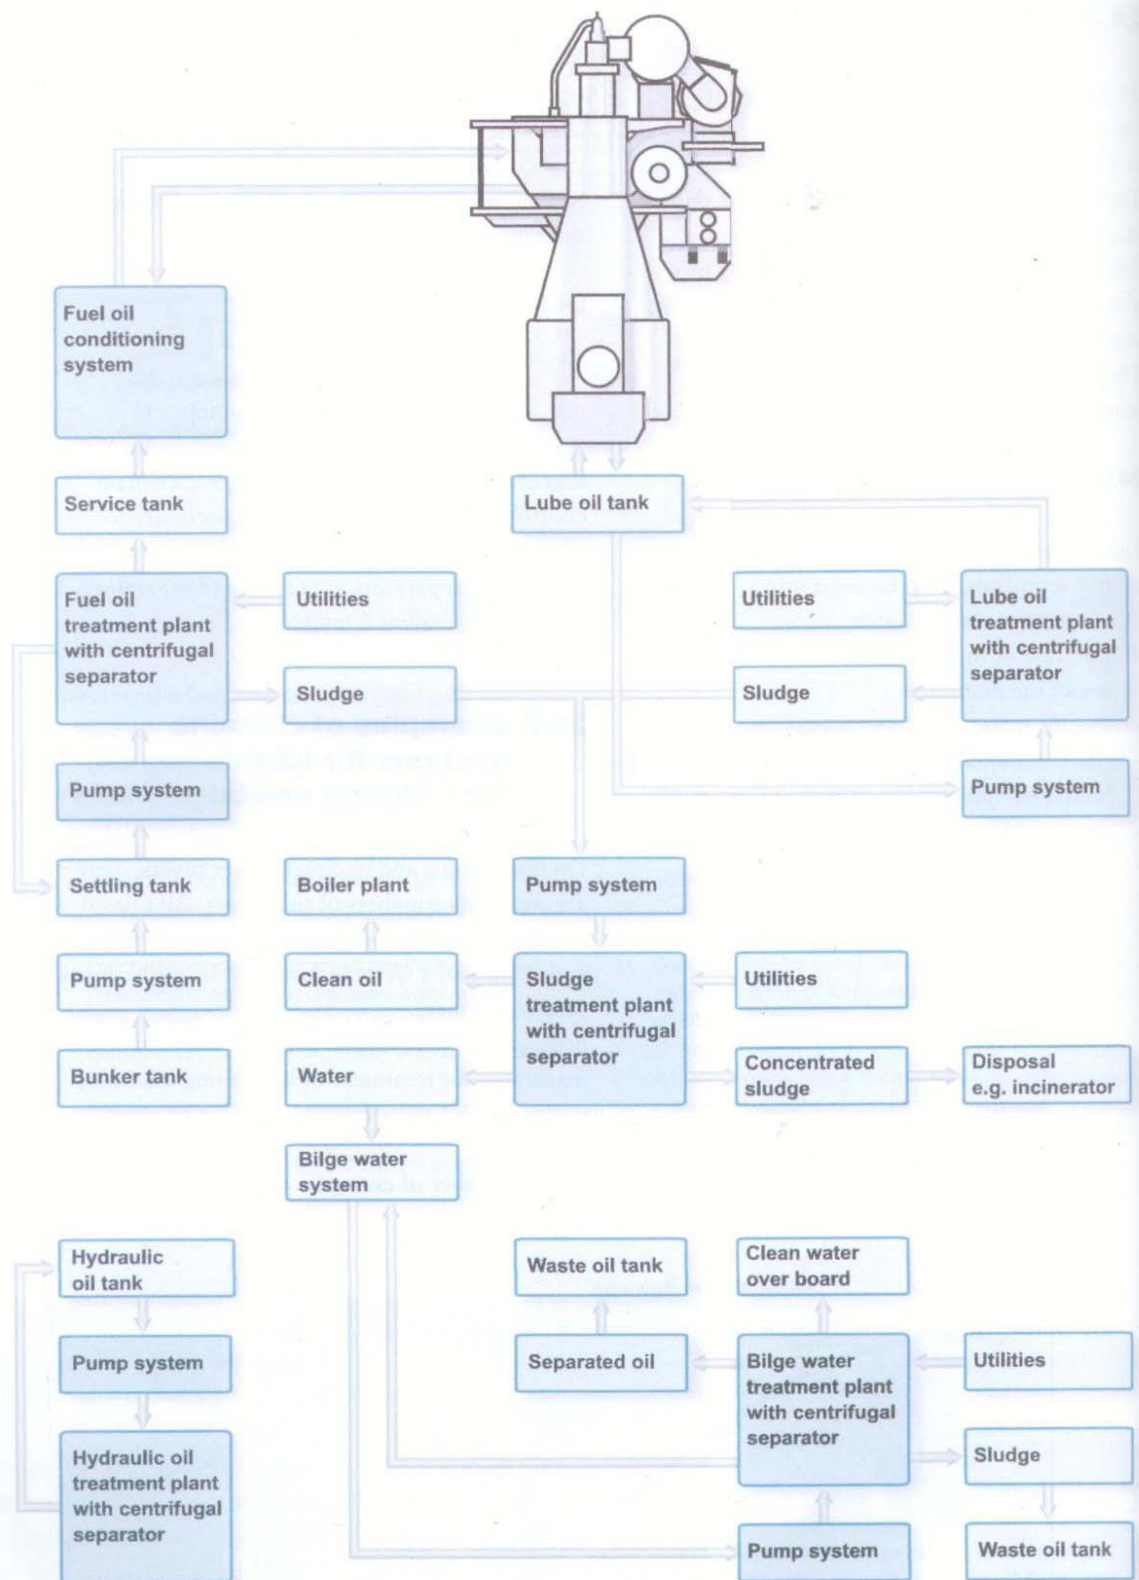 Fuel oil
conditioning
system
Service tank
Lube oil tank
Fuel oil
treatment plant
with centrifugal
separator
Utilities
Utilities
Lube oil
treatment plant
with centrifugal
separator
Sludge
Sludge
Pump system
Pump system
Settling tank
Boiler plant
Pump system
Pump system
Clean oil
Sludge
treatment plant
with centrifugal
separator
Utilities
Bunker tank
Water
Concentrated
sludge
Disposal
e.g. incinerator
Bilge water
system
Hydraulic
oil tank
Waste oil tank
Clean water
over board
Pump system
Separated oil
Bilge water
treatment plant
with centrifugal
separator
Utilities
Hydraulic oil
treatment plant
with centrifugal
separator
Sludge
Pump system
Waste oil tank